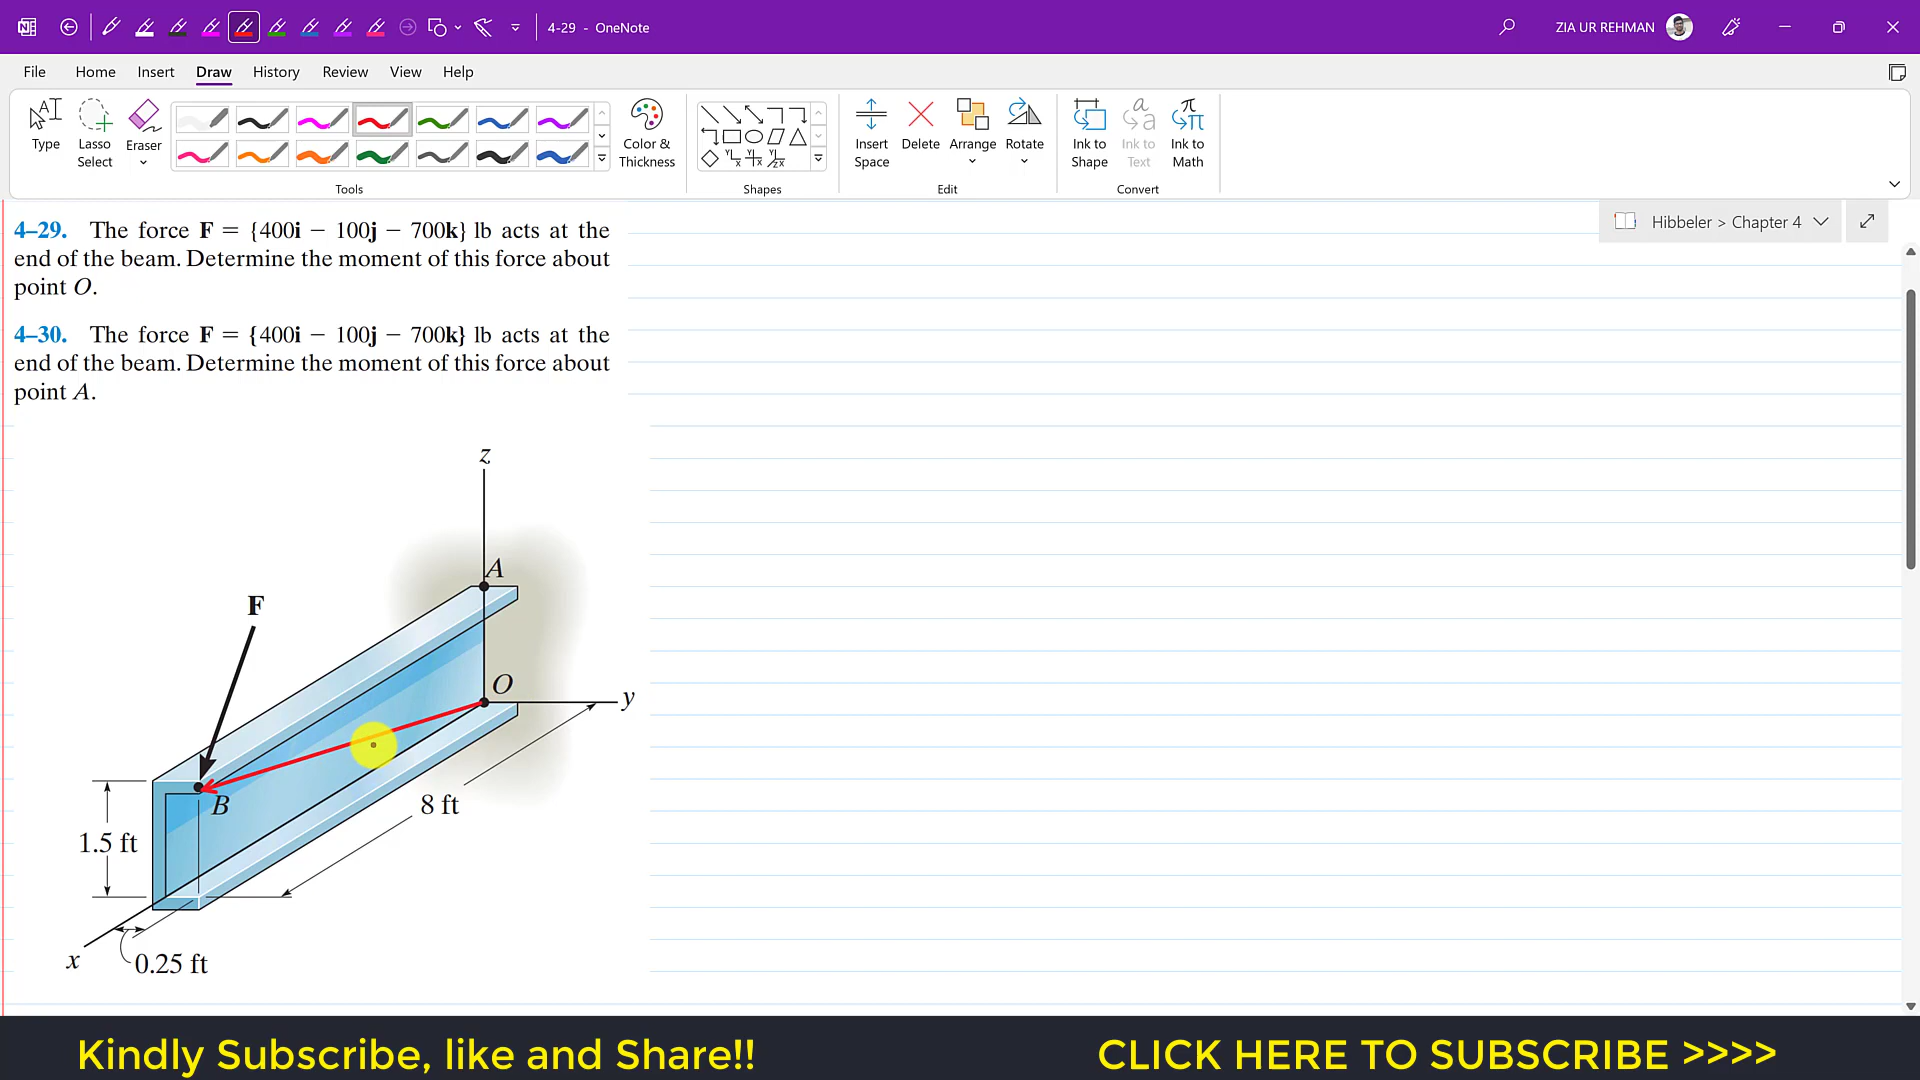 4-29 - OneNote
ZIA UR REHMAN
File Home Insert Draw History Review View Help
Type
Lasso Select
Eraser
Color & Thickness
Insert Space
Delete
Arrange
Rotate
Ink to Shape
Ink to Text
Ink to Math
Tools
Shapes
Edit
Convert
Hibbeler > Chapter 4
4–29. The force F = {400i − 100j − 700k} lb acts at the
end of the beam. Determine the moment of this force about
point O.
4–30. The force F = {400i − 100j − 700k} lb acts at the
end of the beam. Determine the moment of this force about
point A.
z
A
F
O
y
B
8 ft
1.5 ft
x
0.25 ft
Kindly Subscribe, like and Share!!
CLICK HERE TO SUBSCRIBE >>>>